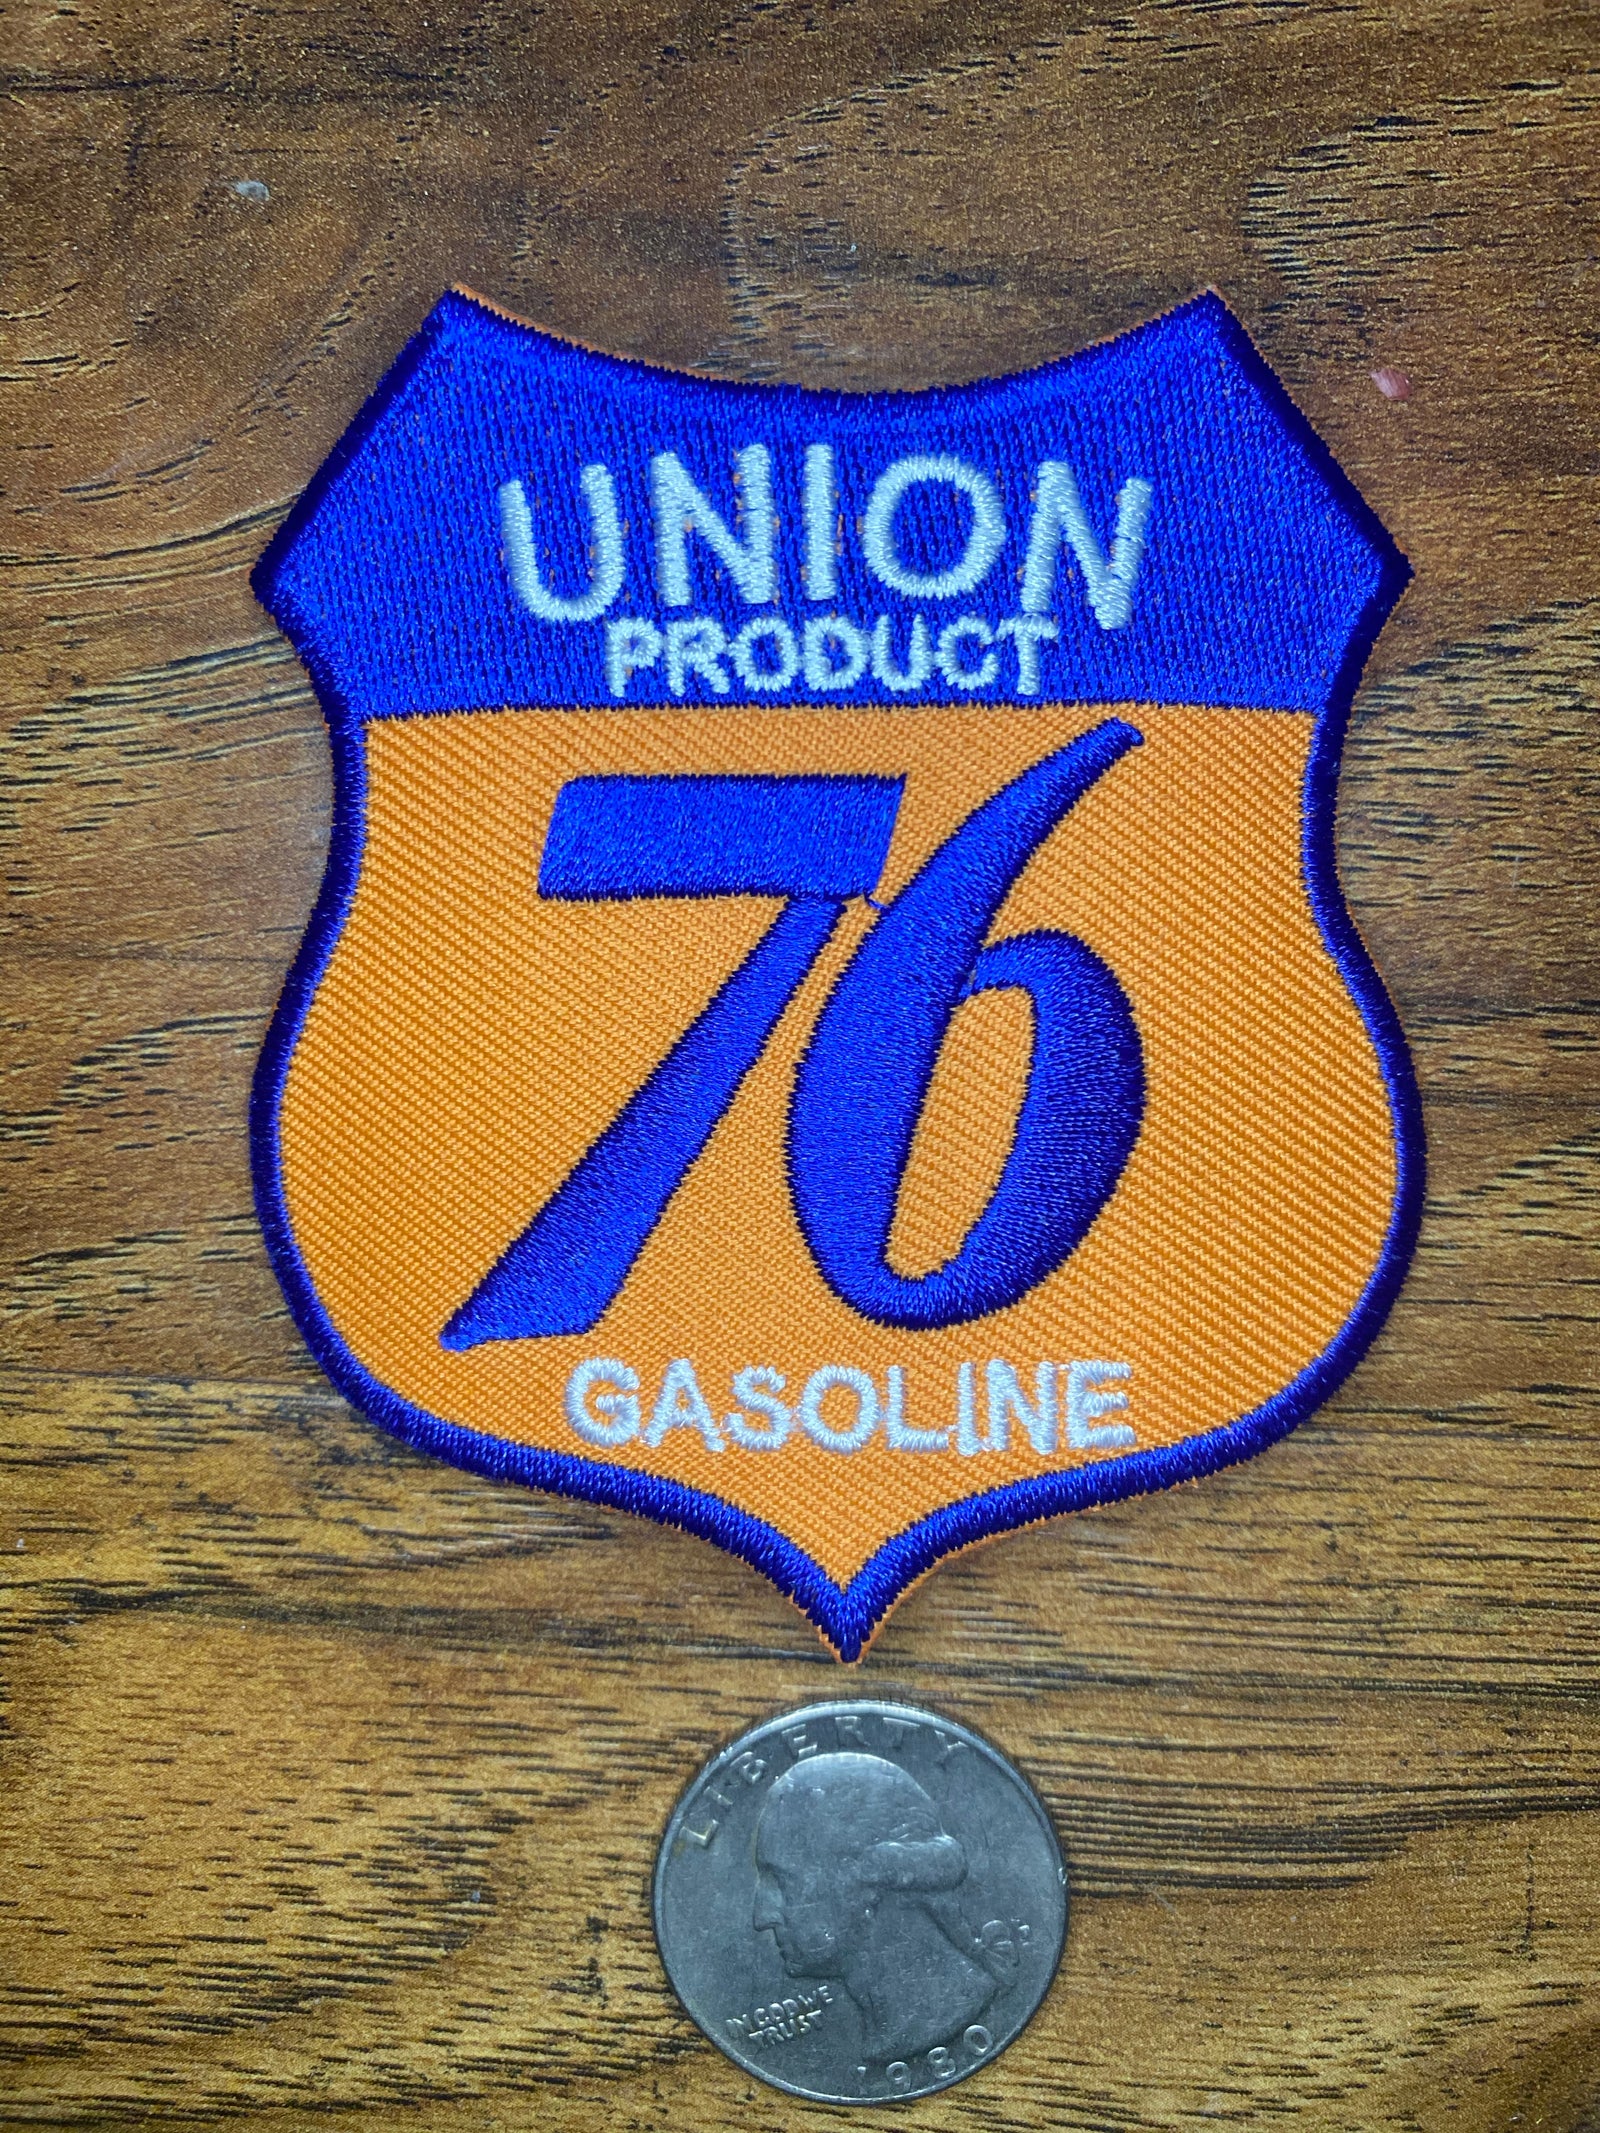 UNION
PRODUCT
76
GASOLINE
LIBERTY
IN GOD WE
TRUST
1980